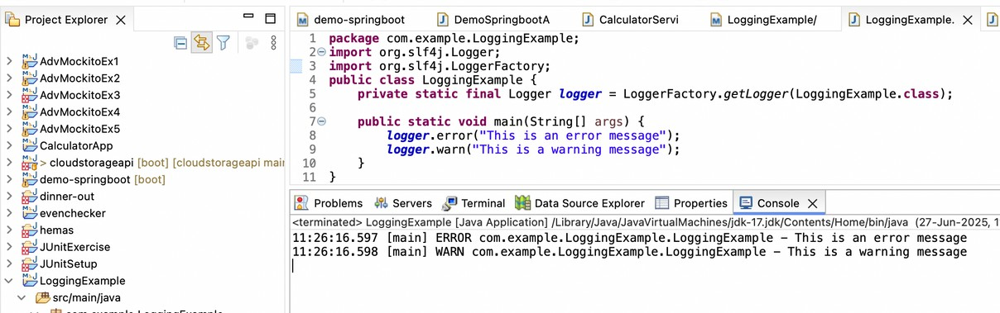 Project Explorer
AdvMockitoEx1
AdvMockitoEx2
AdvMockitoEx3
AdvMockitoEx4
AdvMockitoEx5
CalculatorApp
> cloudstorageapi [boot] [cloudstorageapi mai
demo-springboot [boot]
dinner-out
evenchecker
hemas
JUnitExercise
JUnitSetup
LoggingExample
src/main/java
com.example.LoggingExample
demo-springboot DemoSpringbootA CalculatorServi LoggingExample/ LoggingExample.
1 package com.example.LoggingExample;
2 import org.slf4j.Logger;
3 import org.slf4j.LoggerFactory;
4 public class LoggingExample {
5 private static final Logger logger = LoggerFactory.getLogger(LoggingExample.class);
6
7 public static void main(String[] args) {
8 logger.error("This is an error message");
9 logger.warn("This is a warning message");
10 }
11 }
Problems Servers Terminal Data Source Explorer Properties Console
<terminated> LoggingExample [Java Application] /Library/Java/JavaVirtualMachines/jdk-17.jdk/Contents/Home/bin/java (27-Jun-2025, 1
11:26:16.597 [main] ERROR com.example.LoggingExample.LoggingExample – This is an error message
11:26:16.598 [main] WARN com.example.LoggingExample.LoggingExample – This is a warning message